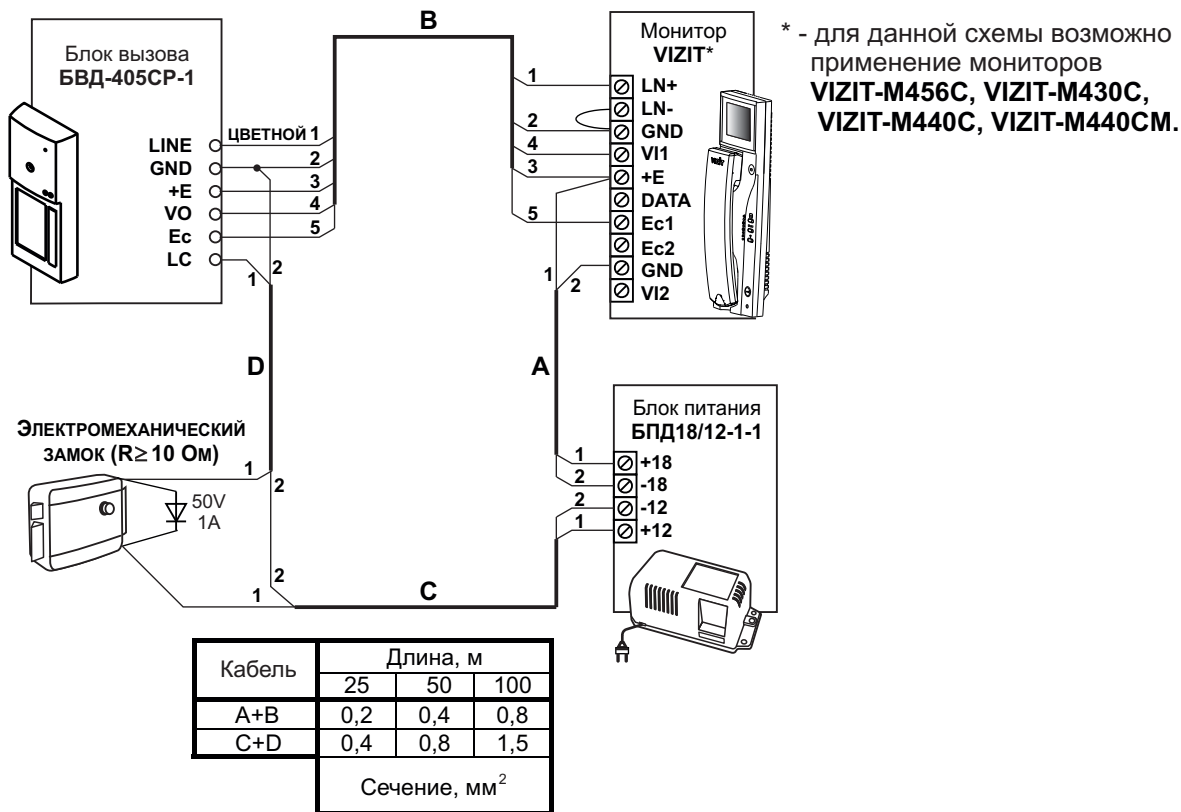 Блок вызова
БВД-405CP-1
LINE
GND
+E
VO
Ec
LC
ЦВЕТНОЙ 1
2
3
4
5
1
2
B
1
2
4
3
5
Монитор
VIZIT*
LN+
LN-
GND
VI1
+E
DATA
Ec1
Ec2
GND
VI2
1
2
* - для данной схемы возможно
применение мониторов
VIZIT-M456C, VIZIT-M430C,
VIZIT-M440C, VIZIT-M440CM.
D
A
ЭЛЕКТРОМЕХАНИЧЕСКИЙ
ЗАМОК (R≥ 10 ОМ)
1
2
50V
1A
2
1
C
Блок питания
БПД18/12-1-1
1
2
2
1
+18
-18
-12
+12
Кабель
Длина, м
25 50 100
A+B 0,2 0,4 0,8
C+D 0,4 0,8 1,5
Сечение, мм²